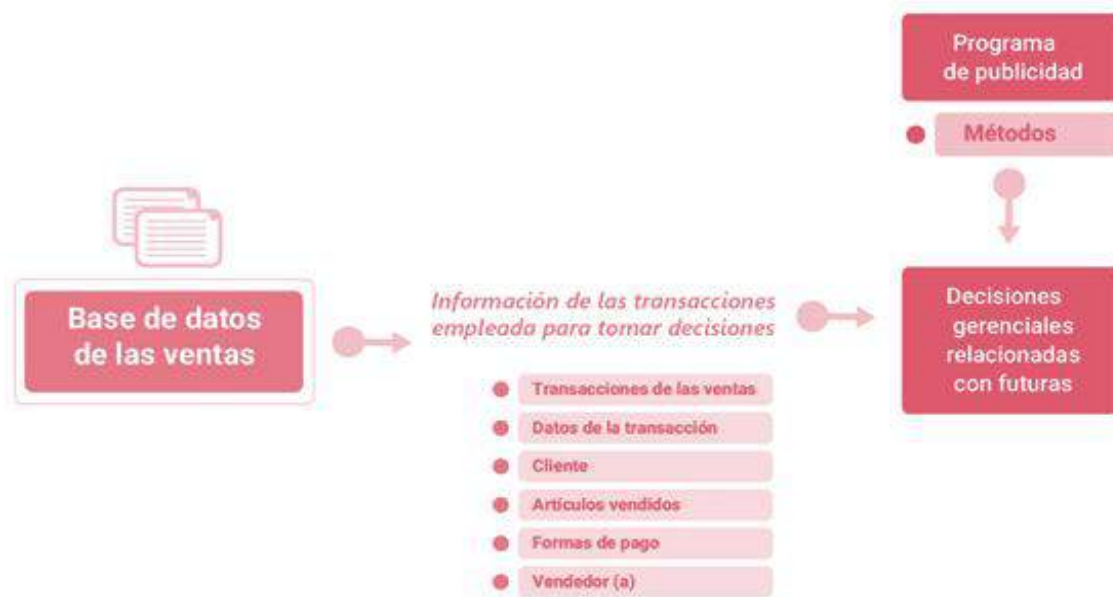 Programa
de publicidad
Métodos
Base de datos
de las ventas
Información de las transacciones
empleada para tomar decisiones
Decisiones
gerenciales
relacionadas
con futuras
Transacciones de las ventas
Datos de la transacción
Cliente
Artículos vendidos
Formas de pago
Vendedor (a)